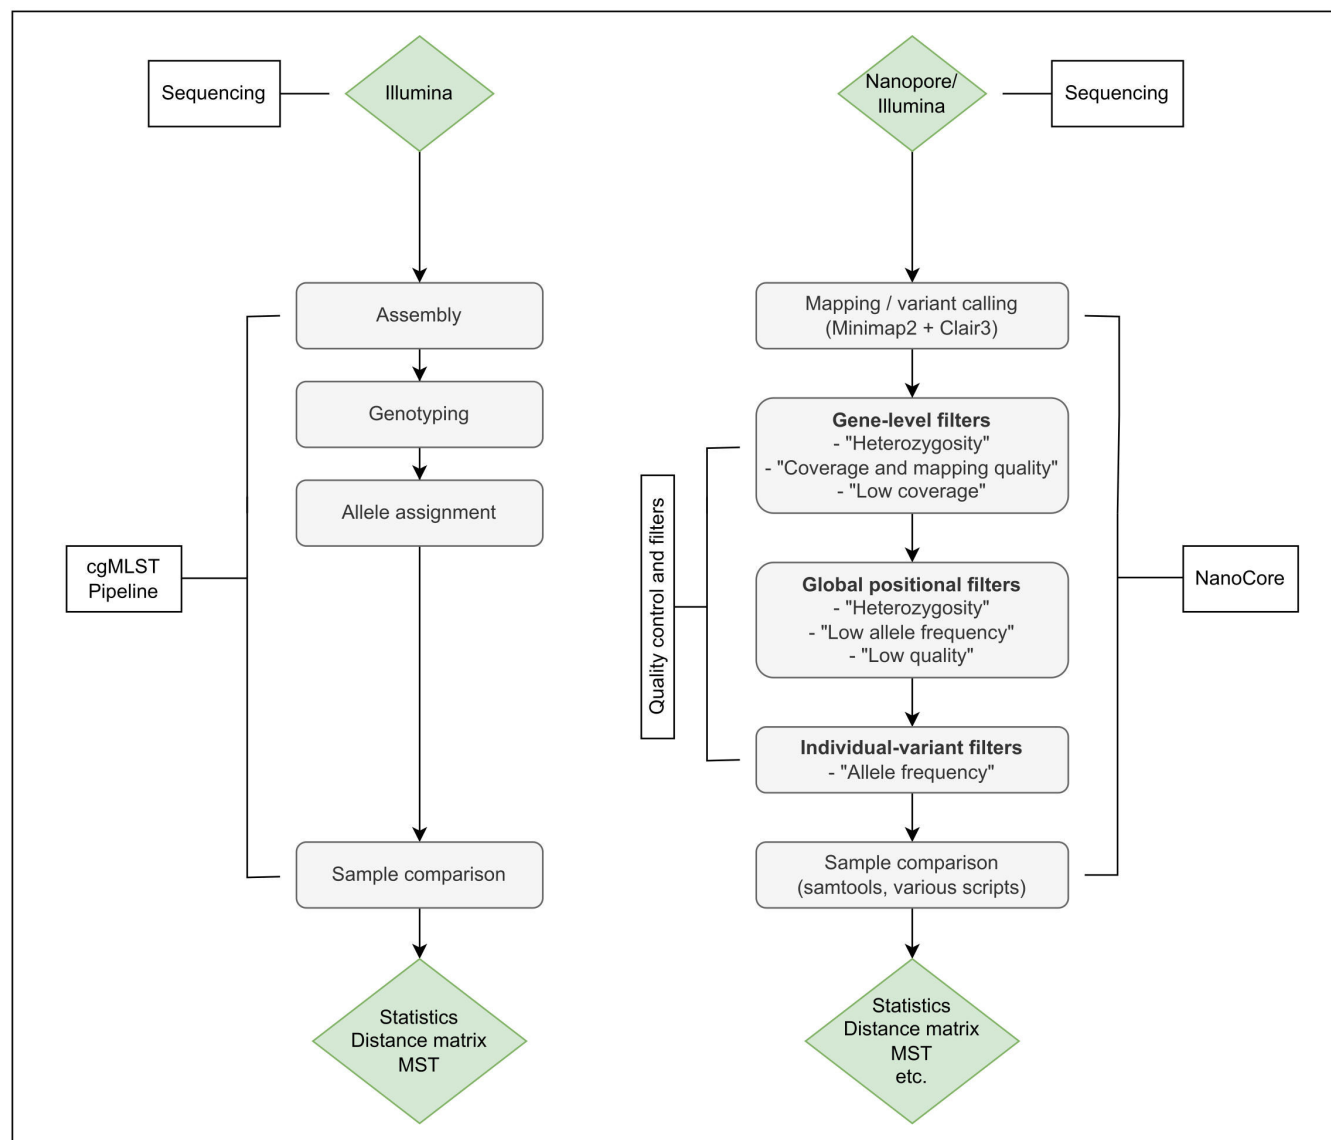 Sequencing
Illumina
Assembly
Genotyping
Allele assignment
cgMLST
Pipeline
Sample comparison
Statistics
Distance matrix
MST
Nanopore/
Illumina
Sequencing
Mapping / variant calling
(Minimap2 + Clair3)
Gene-level filters
- "Heterozygosity"
- "Coverage and mapping quality"
- "Low coverage"
Quality control and filters
Global positional filters
- "Heterozygosity"
- "Low allele frequency"
- "Low quality"
NanoCore
Individual-variant filters
- "Allele frequency"
Sample comparison
(samtools, various scripts)
Statistics
Distance matrix
MST
etc.